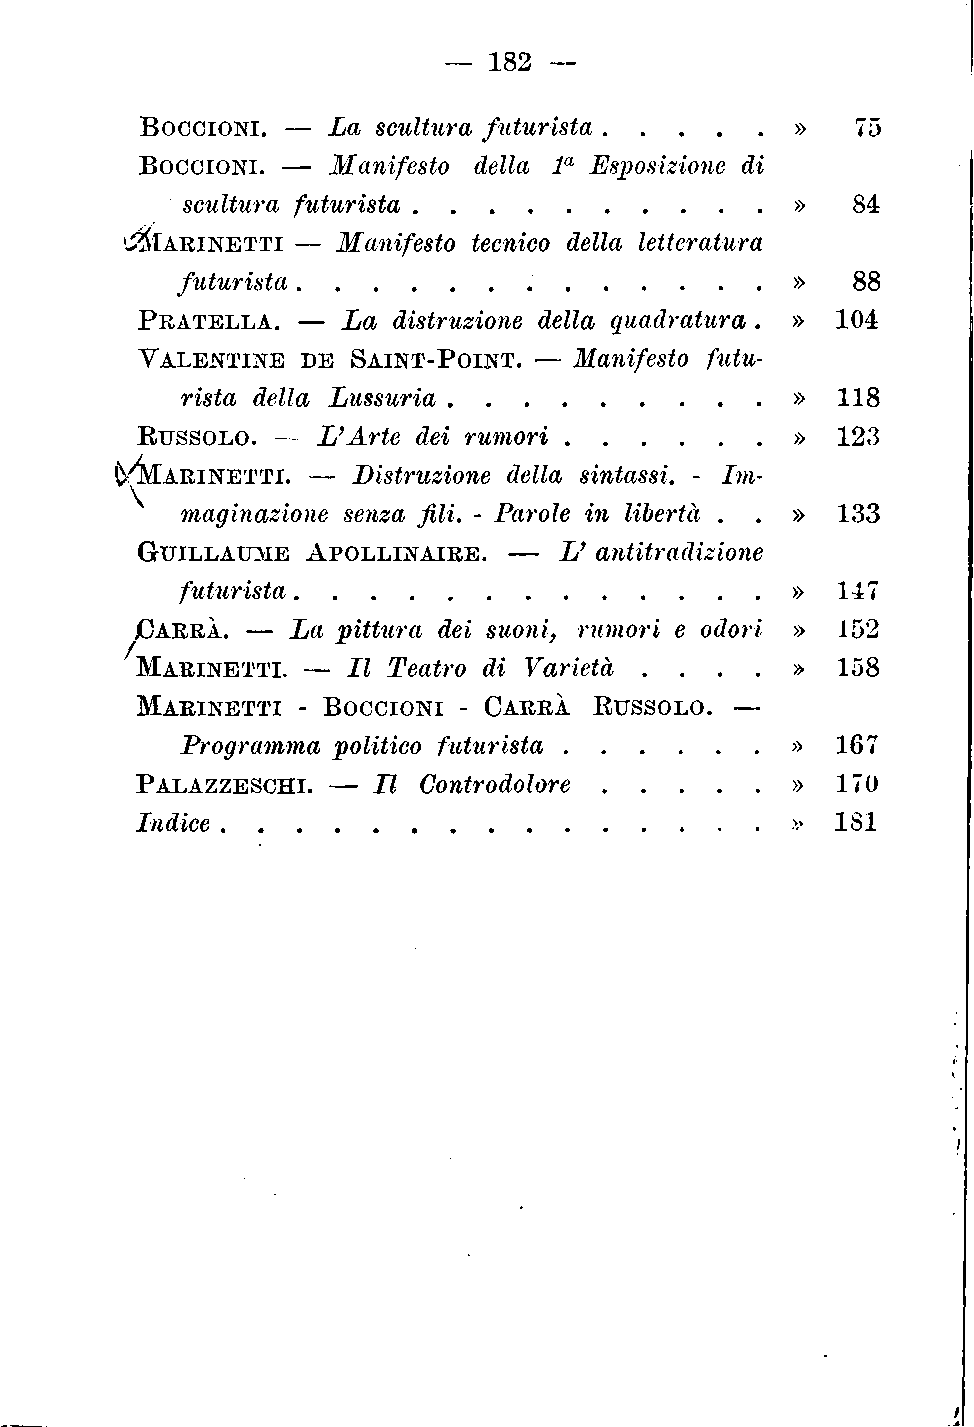 — 182 —
BOCCIONI. — La scultura futurista . . . . . » 75
BOCCIONI. — Manifesto della 1ª Esposizione di
scultura futurista . . . . . . . . . . » 84
MARINETTI — Manifesto tecnico della letteratura
futurista . . . . . . . . . . . . . » 88
PRATELLA. — La distruzione della quadratura . » 104
VALENTINE DE SAINT-POINT. — Manifesto futu-
rista della Lussuria . . . . . . . . . » 118
RUSSOLO. — L'Arte dei rumori . . . . . . » 123
MARINETTI. — Distruzione della sintassi. - Im-
maginazione senza fili. - Parole in libertà . . » 133
GUILLAUME APOLLINAIRE. — L' antitradizione
futurista . . . . . . . . . . . . . » 147
CARRÀ. — La pittura dei suoni, rumori e odori » 152
MARINETTI. — Il Teatro di Varietà . . . . » 158
MARINETTI - BOCCIONI - CARRÀ RUSSOLO. —
Programma politico futurista . . . . . . » 167
PALAZZESCHI. — Il Controdolore . . . . . » 170
Indice . . . . . . . . . . . . . . . » 181